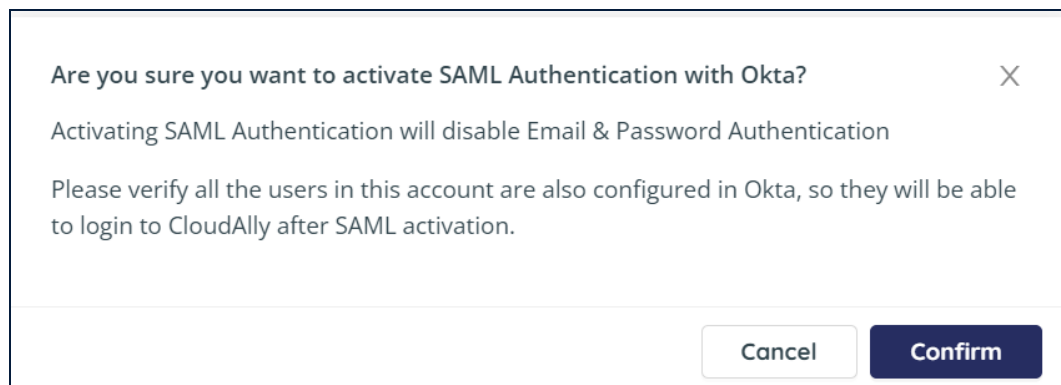 Are you sure you want to activate SAML Authentication with Okta?
Activating SAML Authentication will disable Email & Password Authentication
Please verify all the users in this account are also configured in Okta, so they will be able
to login to CloudAlly after SAML activation.
Cancel
Confirm